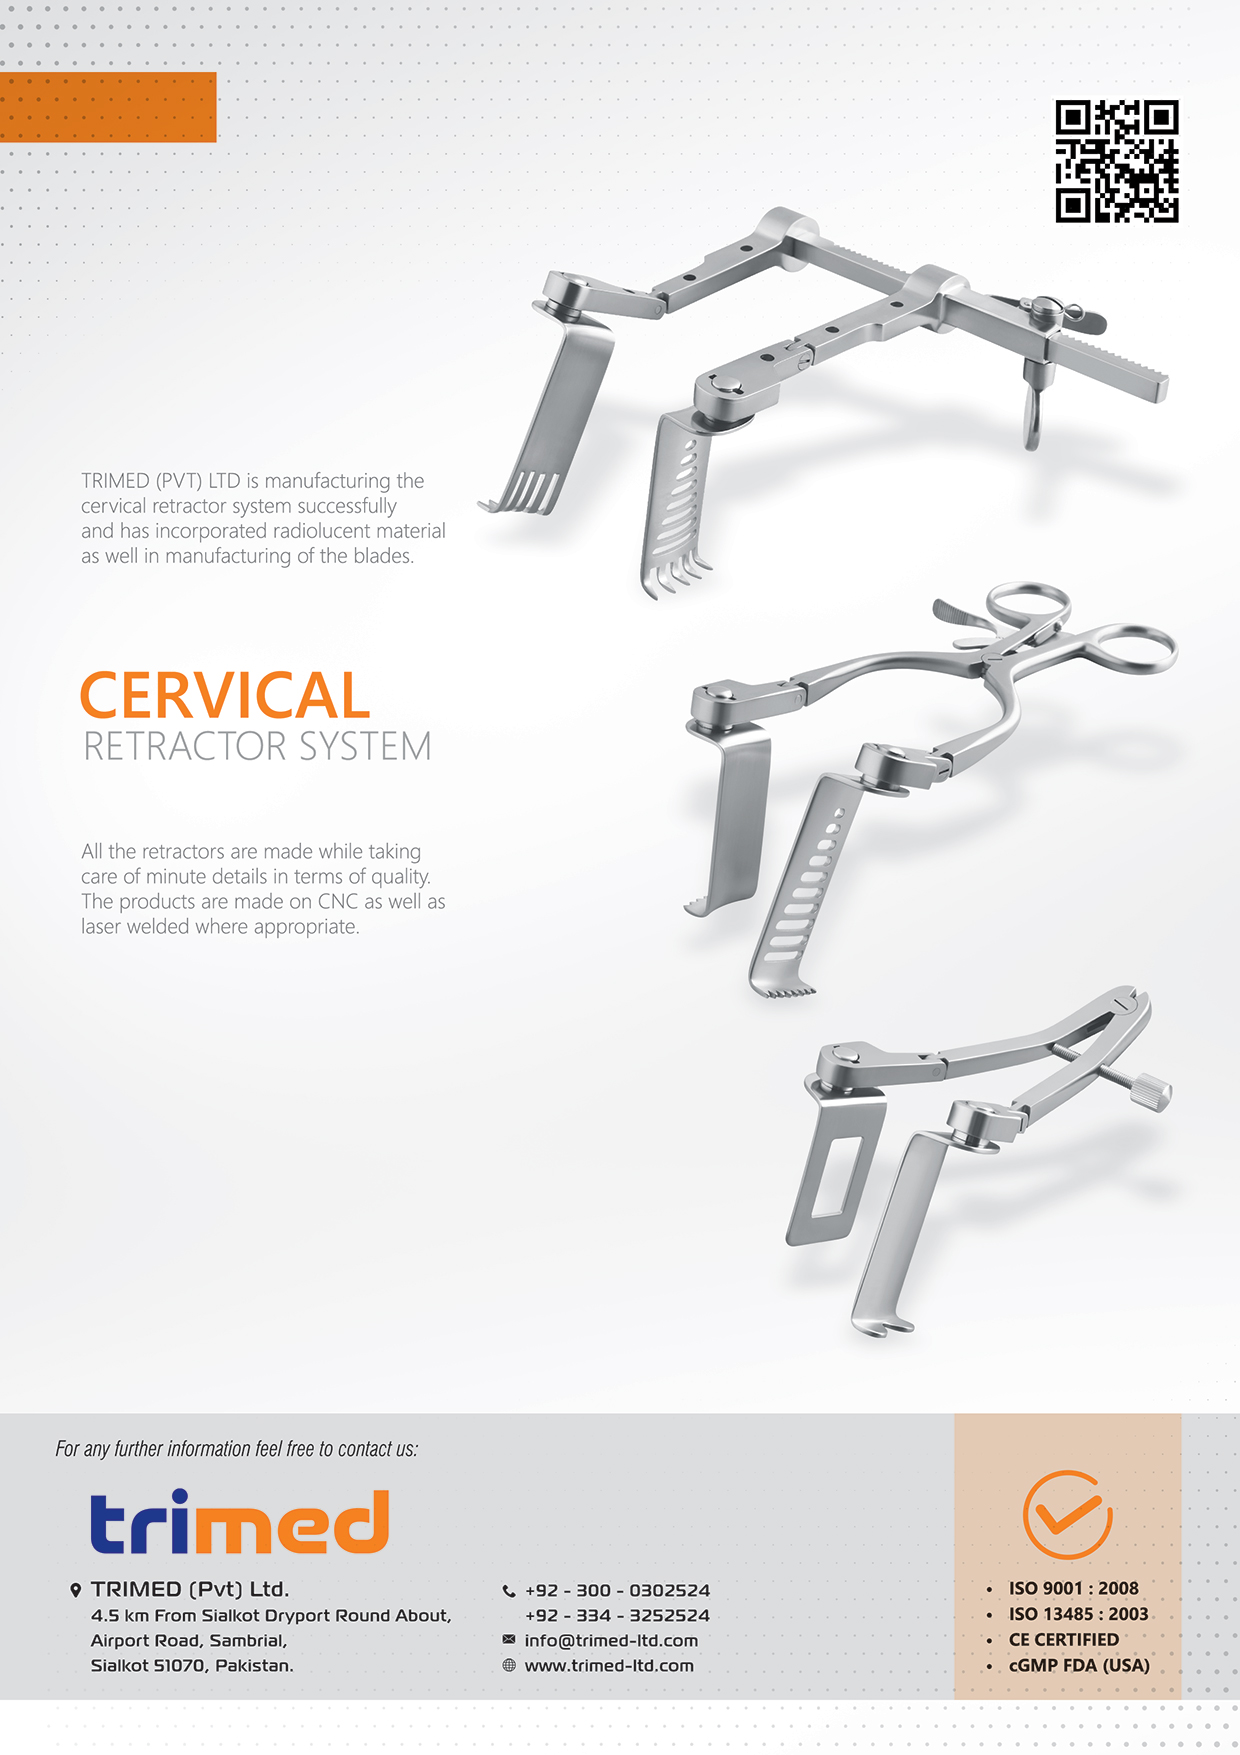 TRIMED (PVT) LTD is manufacturing the
cervical retractor system successfully
and has incorporated radiolucent material
as well in manufacturing of the blades.
CERVICAL
RETRACTOR SYSTEM
All the retractors are made while taking
care of minute details in terms of quality.
The products are made on CNC as well as
laser welded where appropriate.
For any further information feel free to contact us:
trimed
TRIMED (Pvt) Ltd.
4.5 km From Sialkot Dryport Round About,
Airport Road, Sambrial,
Sialkot 51070, Pakistan.
+92 - 300 - 0302524
+92 - 334 - 3252524
info@trimed-ltd.com
www.trimed-ltd.com
• ISO 9001 : 2008
• ISO 13485 : 2003
• CE CERTIFIED
• cGMP FDA (USA)